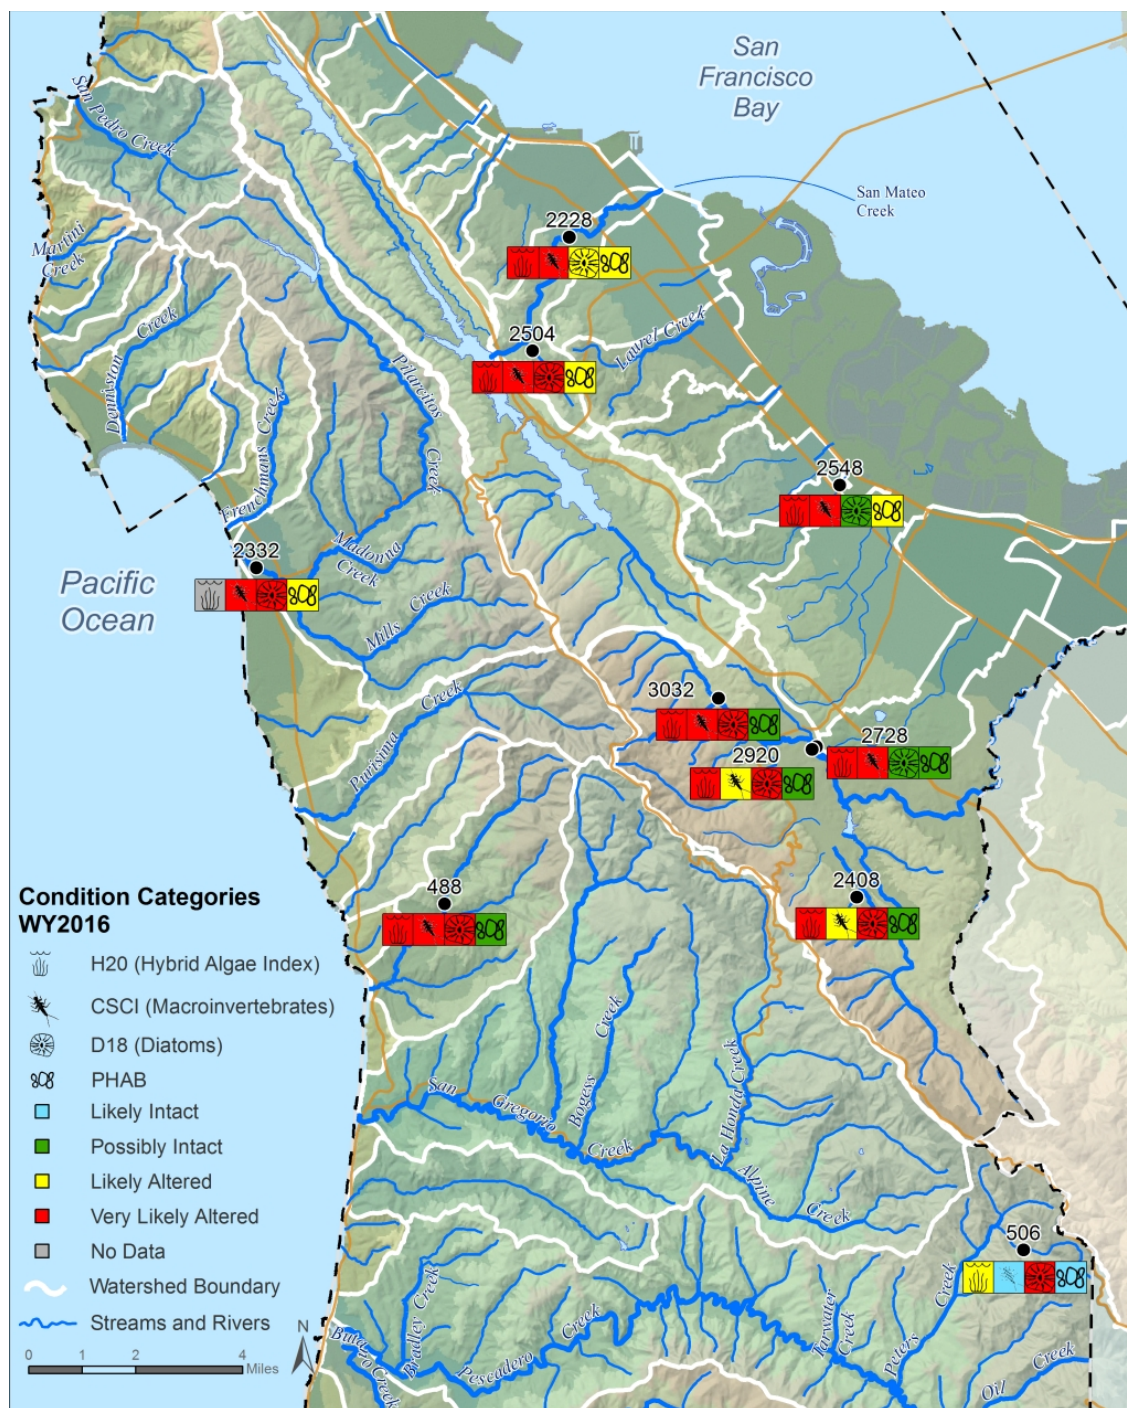 San
Francisco
Bay
San Pedro Creek
San Mateo
Creek
2228
Martini
Creek
2504
Laurel Creek
Denniston Creek
Pilarcitos Creek
Frenchmans Creek
2548
2332
Madonna
Creek
Pacific
Ocean
Mills Creek
3032
Purisima Creek
2728
2920
488
2408
Condition Categories
WY2016
H20 (Hybrid Algae Index)
CSCI (Macroinvertebrates)
D18 (Diatoms)
PHAB
Likely Intact
Possibly Intact
Likely Altered
Very Likely Altered
No Data
Watershed Boundary
Streams and Rivers
N
0 1 2 4
Miles
Bogess Creek
La Honda Creek
San Gregorio Creek
Alpine Creek
506
Butano Creek
Bradley Creek
Pescadero Creek
Tarwater
Creek
Peters Creek
Oil Creek